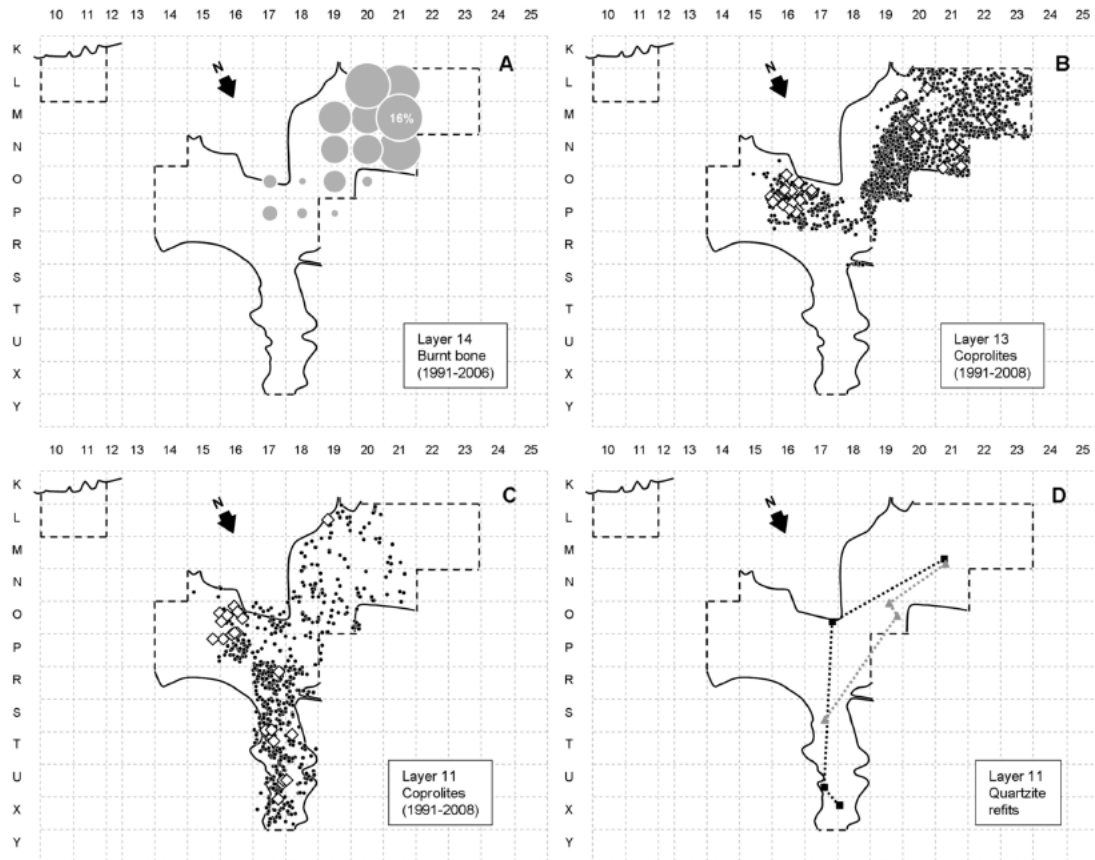 10 11 12 13 14 15 16 17 18 19 20 21 22 23 24 25
K
L
M
N
O
P
R
S
T
U
X
Y
N
A
16%
Layer 14
Burnt bone
(1991-2006)
10 11 12 13 14 15 16 17 18 19 20 21 22 23 24 25
K
L
M
N
O
P
R
S
T
U
X
Y
N
B
Layer 13
Coprolites
(1991-2008)
10 11 12 13 14 15 16 17 18 19 20 21 22 23 24 25
K
L
M
N
O
P
R
S
T
U
X
Y
N
C
Layer 11
Coprolites
(1991-2008)
10 11 12 13 14 15 16 17 18 19 20 21 22 23 24 25
K
L
M
N
O
P
R
S
T
U
X
Y
N
D
Layer 11
Quartzite
refits